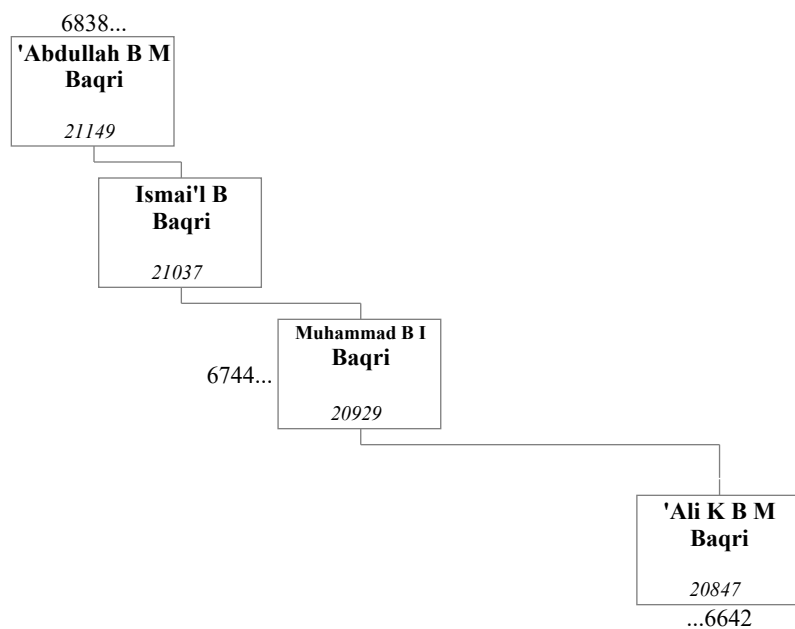 6838...
'Abdullah B M
Baqri
21149
Ismai'l B
Baqri
21037
Muhammad B I
Baqri
6744...
20929
'Ali K B M
Baqri
20847
...6642